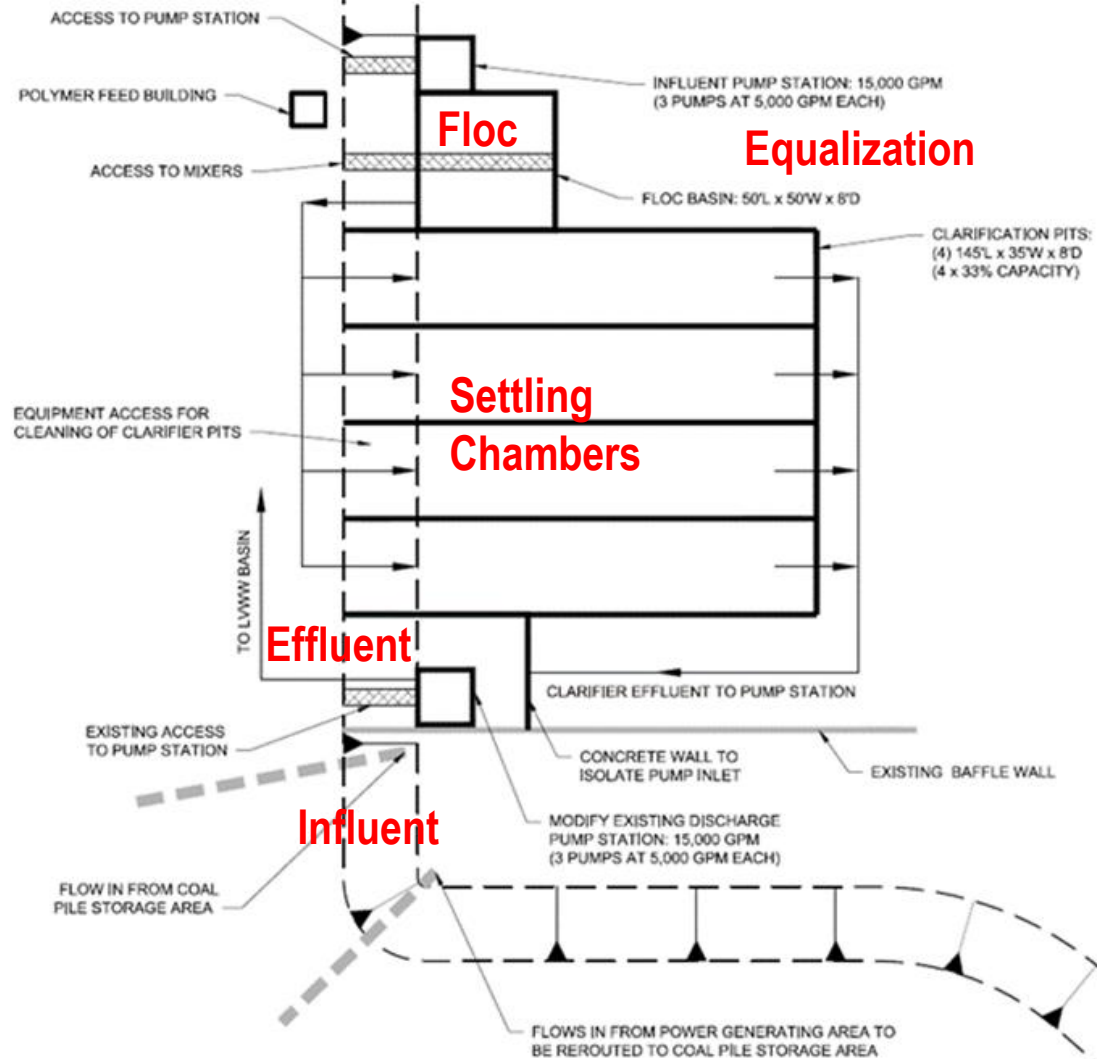 ACCESS TO PUMP STATION
INFLUENT PUMP STATION: 15,000 GPM
(3 PUMPS AT 5,000 GPM EACH)
POLYMER FEED BUILDING
Floc
Equalization
ACCESS TO MIXERS
FLOC BASIN: 50'L x 50'W x 8'D
CLARIFICATION PITS:
(4) 145'L x 35'W x 8'D
(4 x 33% CAPACITY)
EQUIPMENT ACCESS FOR
CLEANING OF CLARIFIER PITS
Settling
Chambers
TO LVWW BASIN
Effluent
CLARIFIER EFFLUENT TO PUMP STATION
EXISTING ACCESS
TO PUMP STATION
CONCRETE WALL TO
ISOLATE PUMP INLET
EXISTING BAFFLE WALL
Influent
MODIFY EXISTING DISCHARGE
PUMP STATION: 15,000 GPM
(3 PUMPS AT 5,000 GPM EACH)
FLOW IN FROM COAL
PILE STORAGE AREA
FLOWS IN FROM POWER GENERATING AREA TO
BE REROUTED TO COAL PILE STORAGE AREA